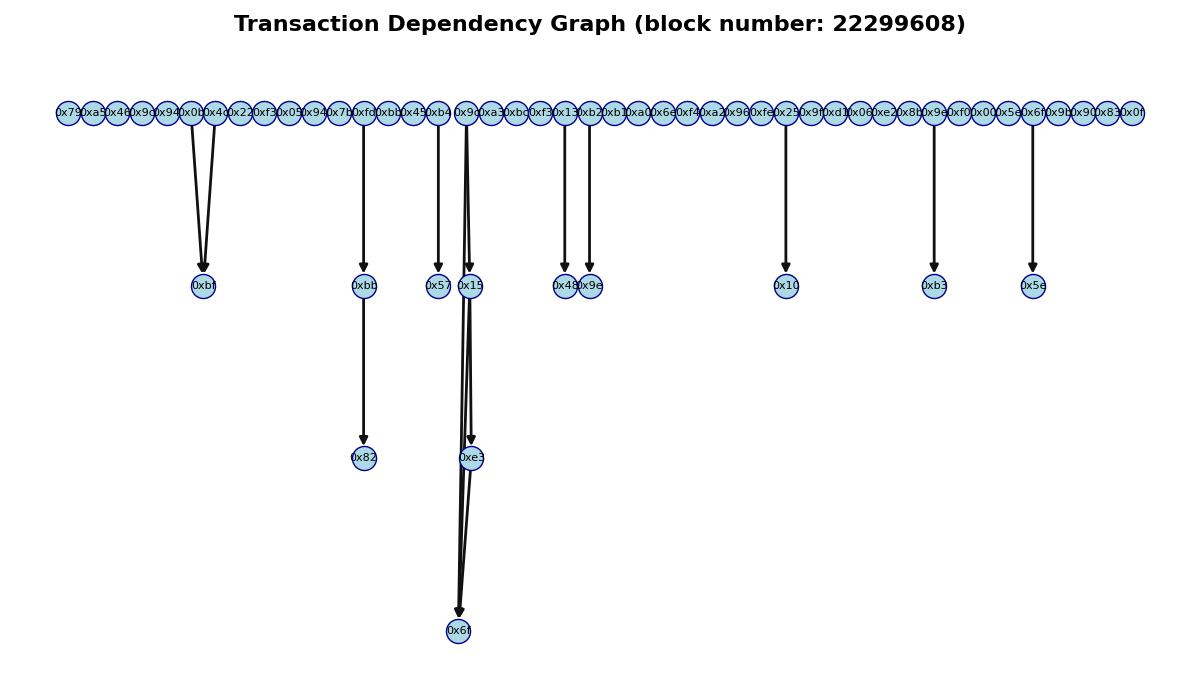 Transaction Dependency Graph (block number: 22299608)
0x79 0xa5 0x46 0x9c 0x94 0x0b 0x4c 0x22 0xf3 0x05 0x94 0x7b 0xfd 0xbb 0x45 0xb4 0x9c 0xa3 0xbc 0xf3 0x13 0xb2 0xb1 0xa0 0x6e 0xf4 0xa2 0x96 0xfe 0x25 0x9f 0xd1 0x06 0xe2 0x8b 0x9e 0xf0 0x00 0x5e 0x6f 0x9b 0x90 0x83 0x0f
0xbf 0xbb 0x57 0x15 0x48 0x9e 0x10 0xb3 0x5e
0x82 0xe3
0x6f